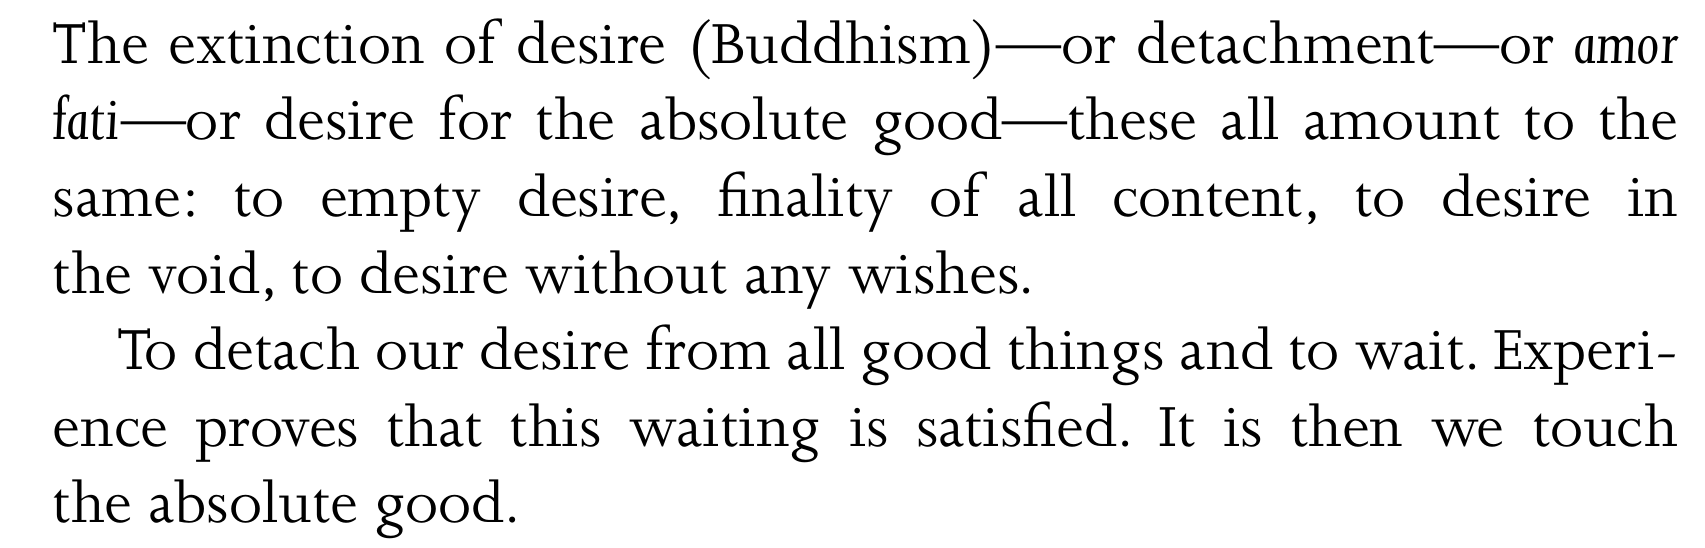 The extinction of desire (Buddhism)—or detachment—or amor
fati—or desire for the absolute good—these all amount to the
same: to empty desire, finality of all content, to desire in
the void, to desire without any wishes.
To detach our desire from all good things and to wait. Experi-
ence proves that this waiting is satisfied. It is then we touch
the absolute good.